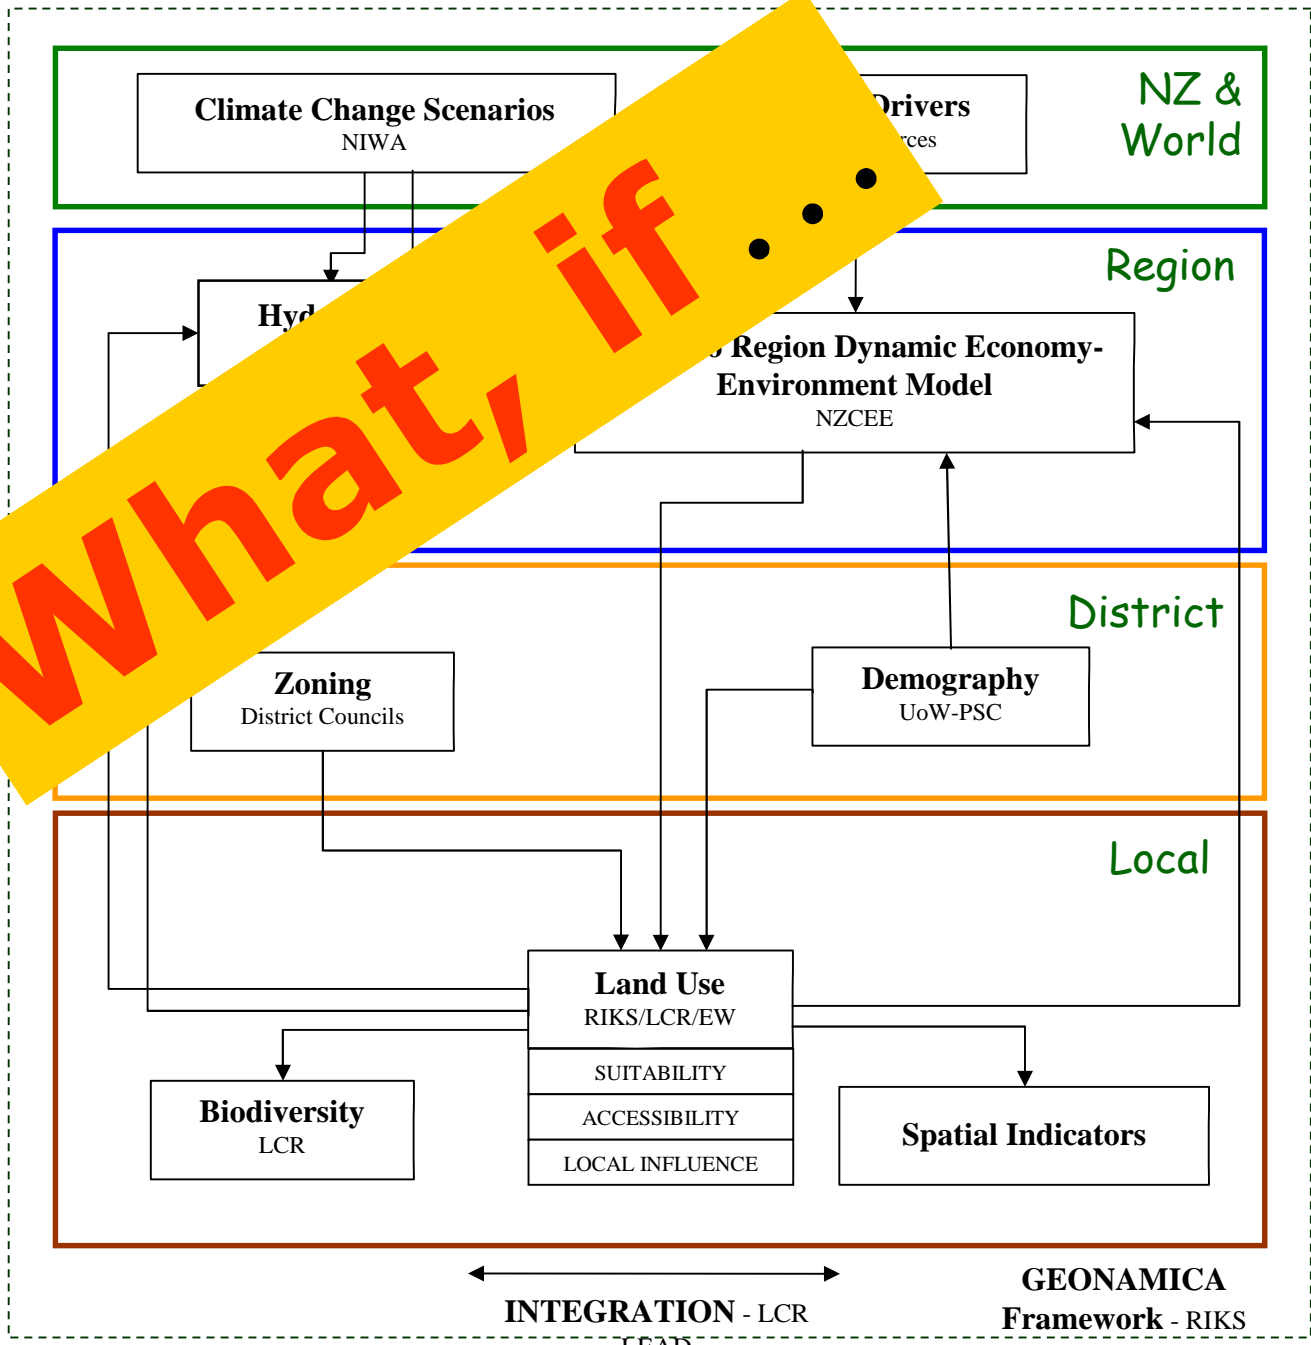 Climate Change Scenarios
NIWA
Drivers
NZ &
World
What, if ...
Region
Region Dynamic Economy-
Environment Model
NZCEE
District
Zoning
District Councils
Demography
UoW-PSC
Local
Land Use
RIKS/LCR/EW
SUITABILITY
ACCESSIBILITY
LOCAL INFLUENCE
Biodiversity
LCR
Spatial Indicators
INTEGRATION - LCR
LEAD
GEONAMICA
Framework - RIKS